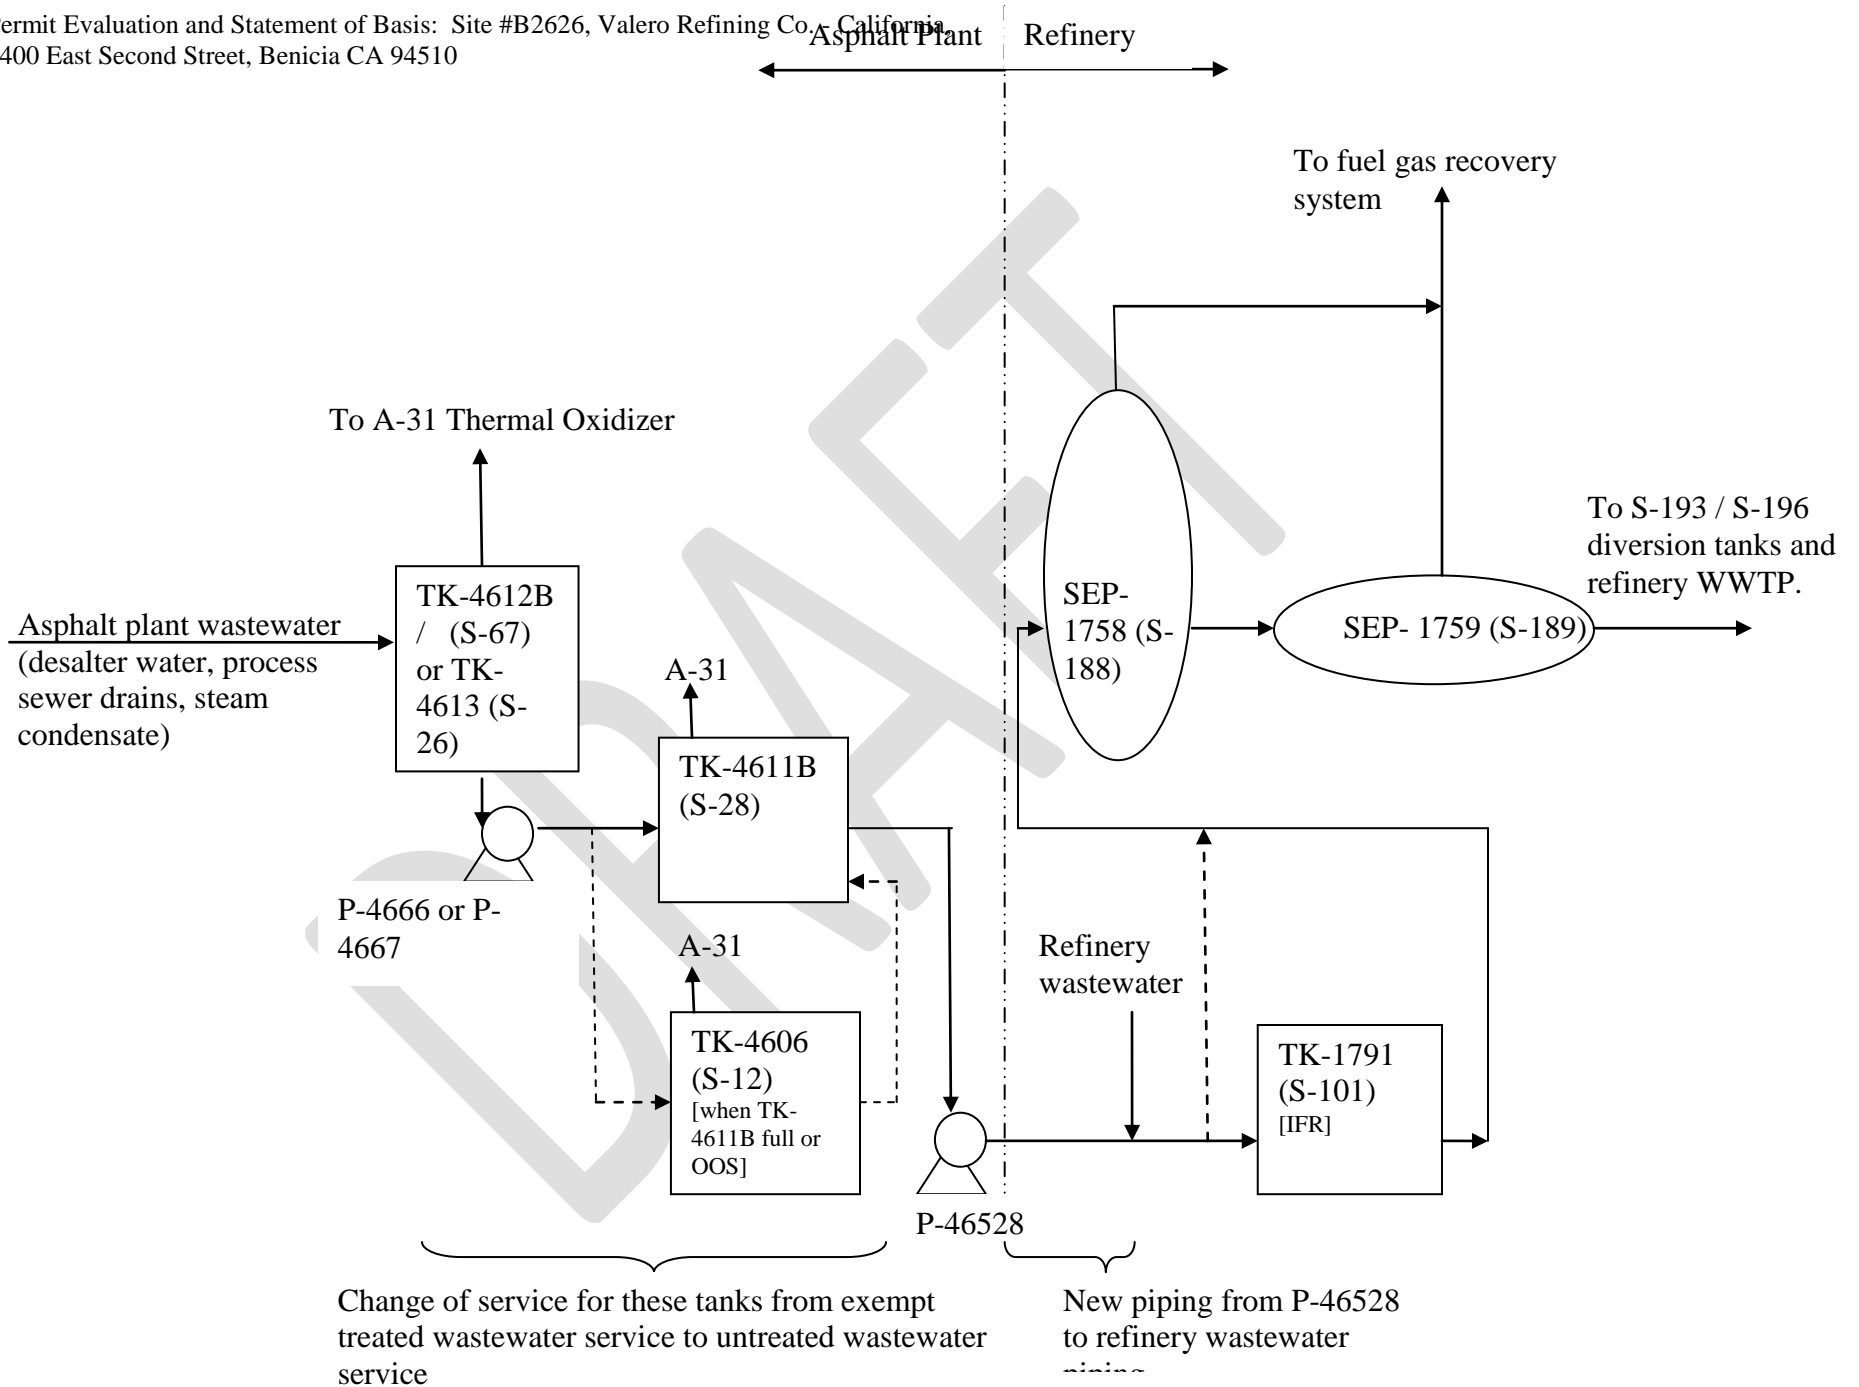 ermit Evaluation and Statement of Basis: Site #B2626, Valero Refining Co. - California,
400 East Second Street, Benicia CA 94510
Asphalt Plant
Refinery
To fuel gas recovery
system
To A-31 Thermal Oxidizer
To S-193 / S-196
diversion tanks and
refinery WWTP.
TK-4612B
/ (S-67)
or TK-
4613 (S-
26)
Asphalt plant wastewater
(desalter water, process
sewer drains, steam
condensate)
SEP-
1758 (S-
188)
SEP- 1759 (S-189)
A-31
TK-4611B
(S-28)
P-4666 or P-
4667
A-31
Refinery
wastewater
TK-4606
(S-12)
[when TK-
4611B full or
OOS]
TK-1791
(S-101)
[IFR]
P-46528
Change of service for these tanks from exempt
treated wastewater service to untreated wastewater
service
New piping from P-46528
to refinery wastewater
DRAFT